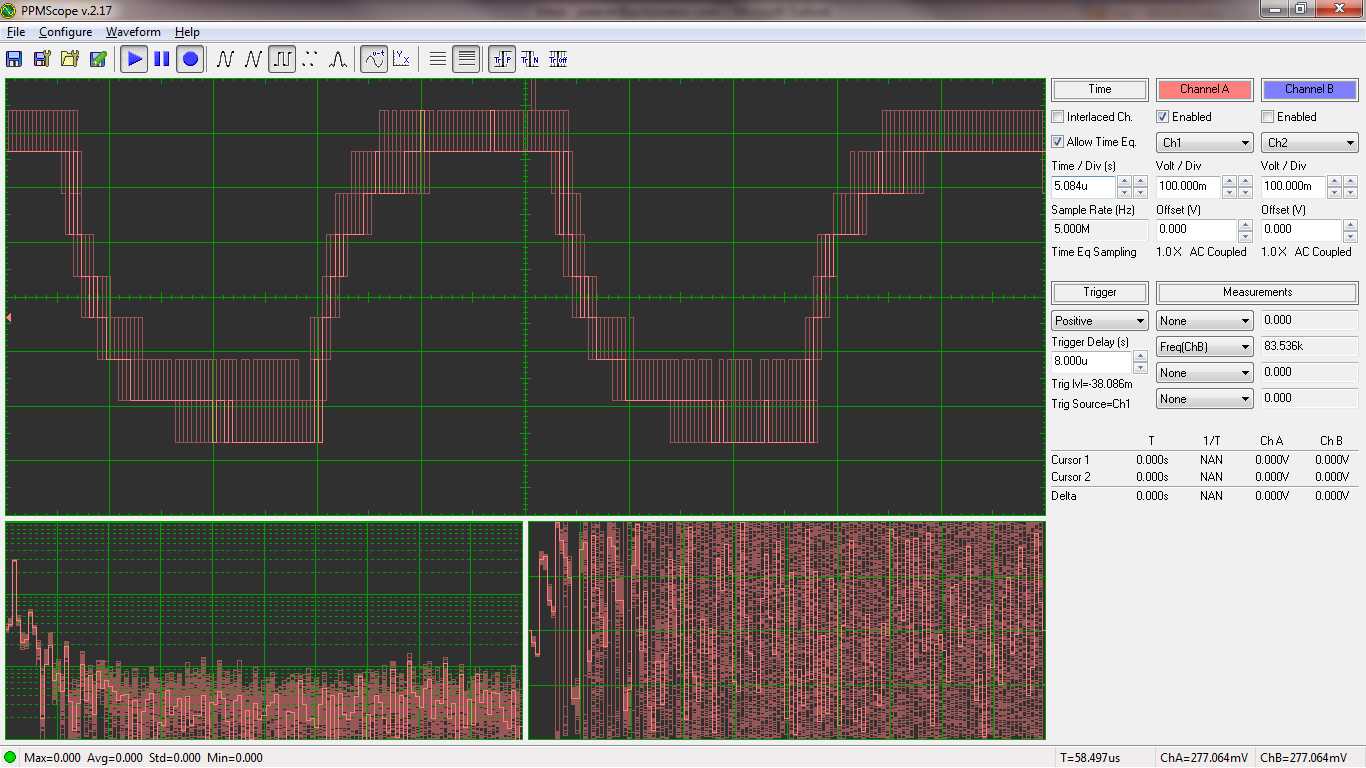 PPMScope v.2.17
File Configure Waveform Help
Time Channel A Channel B
Interlaced Ch. Enabled Enabled
Allow Time Eq. Ch1 Ch2
Time / Div (s) Volt / Div Volt / Div
5.084u 100.000m 100.000m
Sample Rate (Hz) Offset (V) Offset (V)
5.000M 0.000 0.000
Time Eq Sampling 1.0 X AC Coupled 1.0 X AC Coupled
Trigger Measurements
Positive None 0.000
Trigger Delay (s) Freq(ChB) 83.536k
8.000u None 0.000
Trig lvl=-38.086m
Trig Source=Ch1 None 0.000
T 1/T Ch A Ch B
Cursor 1 0.000s NAN 0.000V 0.000V
Cursor 2 0.000s NAN 0.000V 0.000V
Delta 0.000s NAN 0.000V 0.000V
Max=0.000 Avg=0.000 Std=0.000 Min=0.000 T=58.497us ChA=277.064mV ChB=277.064mV